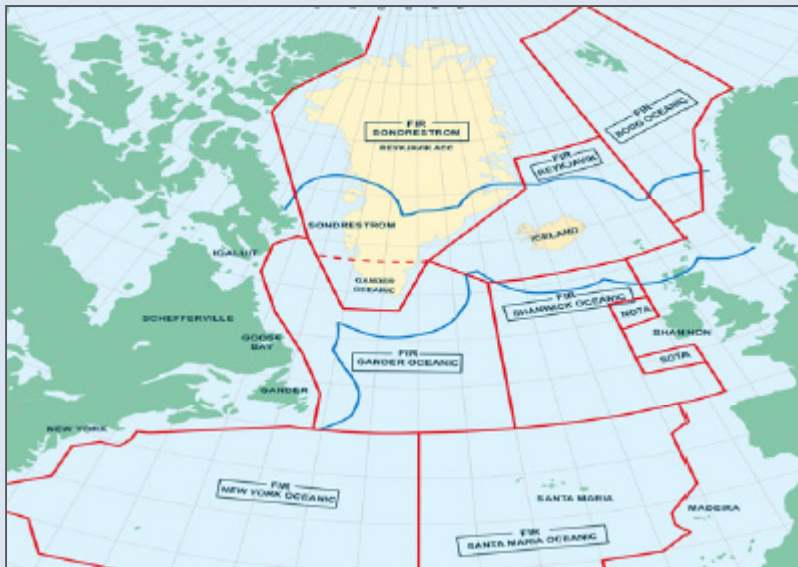 FIR
SONDRESTROM
REYKJAVIK ACC
FIR
BODO OCEANIC
FIR
REYKJAVIK
SONDRESTROM
ICELAND
IQALUIT
GANDER
OCEANIC
FIR
SHANWICK OCEANIC
NOTA
SHANNON
SOTA
SCHEFFERVILLE
GOOSE
BAY
FIR
GANDER OCEANIC
GANDER
NEW YORK
FIR
NEW YORK OCEANIC
SANTA MARIA
MADEIRA
FIR
SANTA MARIA OCEANIC